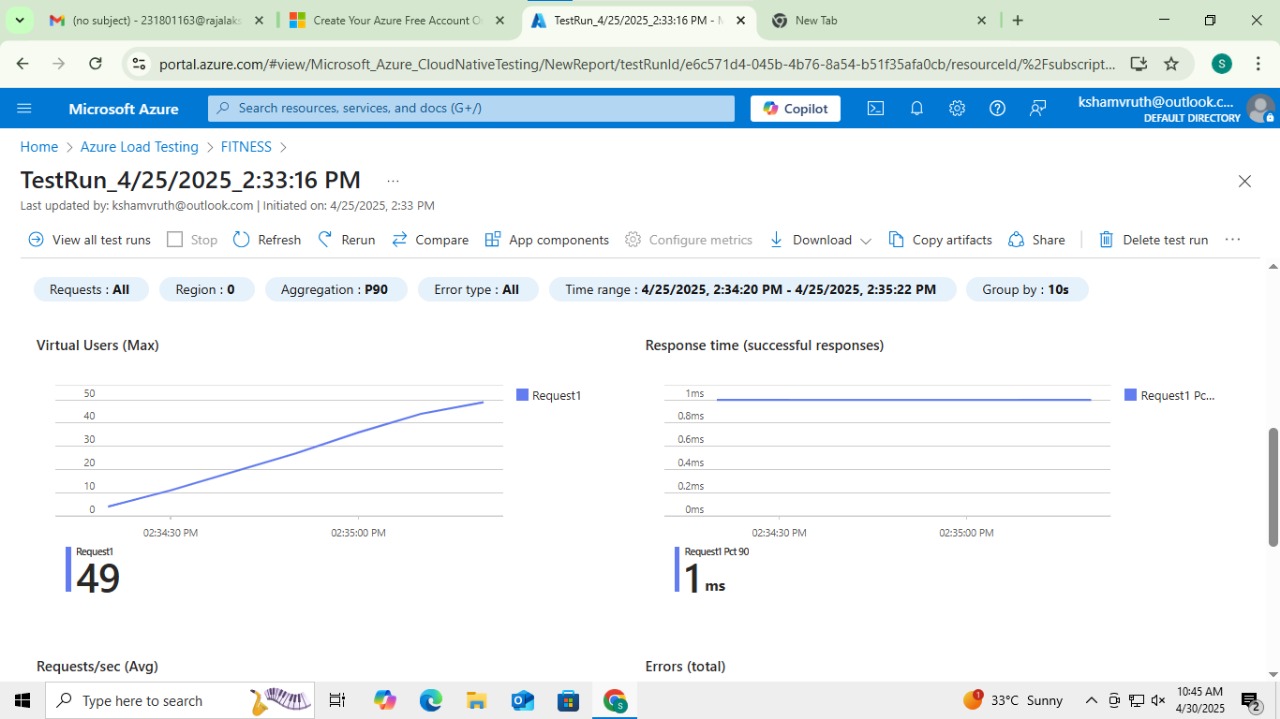 (no subject) - 231801163@rajalaks
Create Your Azure Free Account O
TestRun_4/25/2025_2:33:16 PM - M
New Tab
portal.azure.com/#view/Microsoft_Azure_CloudNativeTesting/NewReport/testRunId/e6c571d4-045b-4b76-8a54-b51f35afa0cb/resourceId/%2Fsubscript...
S
Microsoft Azure
Search resources, services, and docs (G+/)
Copilot
kshamvruth@outlook.c...
DEFAULT DIRECTORY
Home > Azure Load Testing > FITNESS >
TestRun_4/25/2025_2:33:16 PM ...
Last updated by: kshamvruth@outlook.com | Initiated on: 4/25/2025, 2:33 PM
View all test runs Stop Refresh Rerun Compare App components Configure metrics Download Copy artifacts Share Delete test run ...
Requests : All Region : 0 Aggregation : P90 Error type : All Time range : 4/25/2025, 2:34:20 PM - 4/25/2025, 2:35:22 PM Group by : 10s
Virtual Users (Max)
50
40
30
20
10
0
02:34:30 PM 02:35:00 PM
Request1
Request1
49
Response time (successful responses)
1ms
0.8ms
0.6ms
0.4ms
0.2ms
0ms
02:34:30 PM 02:35:00 PM
Request1 Pc...
Request1 Pct 90
1 ms
Requests/sec (Avg)
Errors (total)
Type here to search
S
1
33°C Sunny
10:45 AM
4/30/2025
2